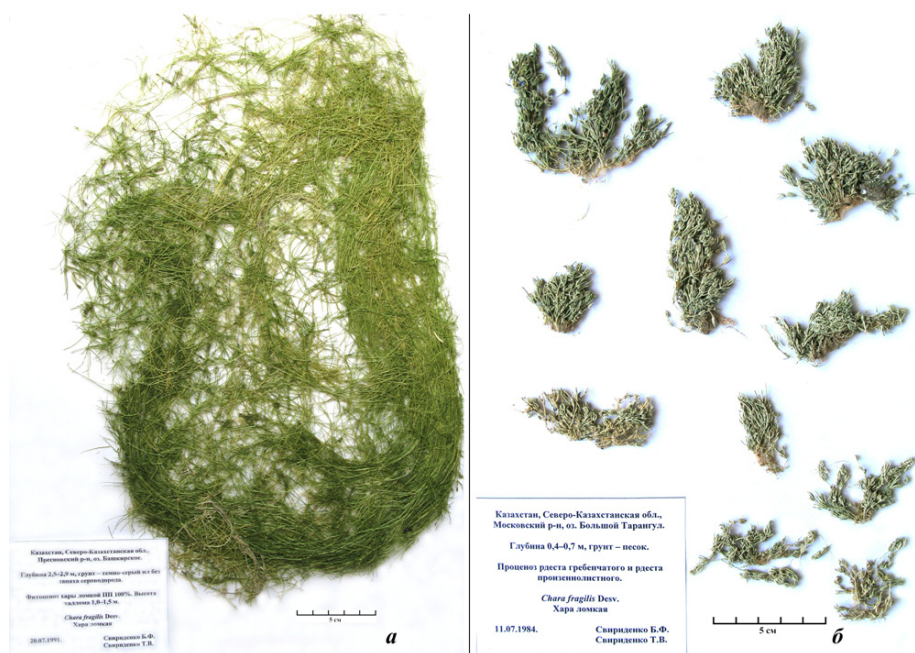 Казахстан, Северо-Казахстанская обл.,
Пресновский р-н, оз. Башкирское.
Глубина 2,5–2,9 м, грунт – темно-серый ил без
запаха сероводорода.
Фитоценоз хары ломкой ПП 100%. Высота
таллома 1,0–1,5 м.
Chara fragilis Desv.
Хара ломкая
20.07.1991. Свириденко Б.Ф.
Свириденко Т.В.
5 см
а
Казахстан, Северо-Казахстанская обл.,
Московский р-н, оз. Большой Тарангул.
Глубина 0,4–0,7 м, грунт – песок.
Проценоз рдеста гребенчатого и рдеста
пронзеннолистного.
Chara fragilis Desv.
Хара ломкая
11.07.1984. Свириденко Б.Ф.
Свириденко Т.В.
5 см
б